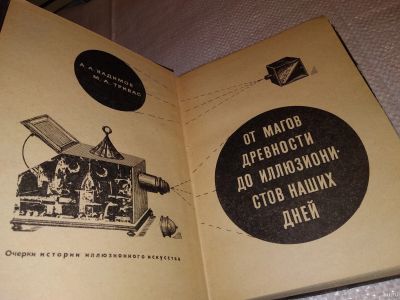 А. А. ВАДИМОВ
М. А. ТРИВАС
Очерки истории иллюзионного искусства
ОТ МАГОВ
ДРЕВНОСТИ
ДО ИЛЛЮЗИОНИ-
СТОВ НАШИХ
ДНЕЙ